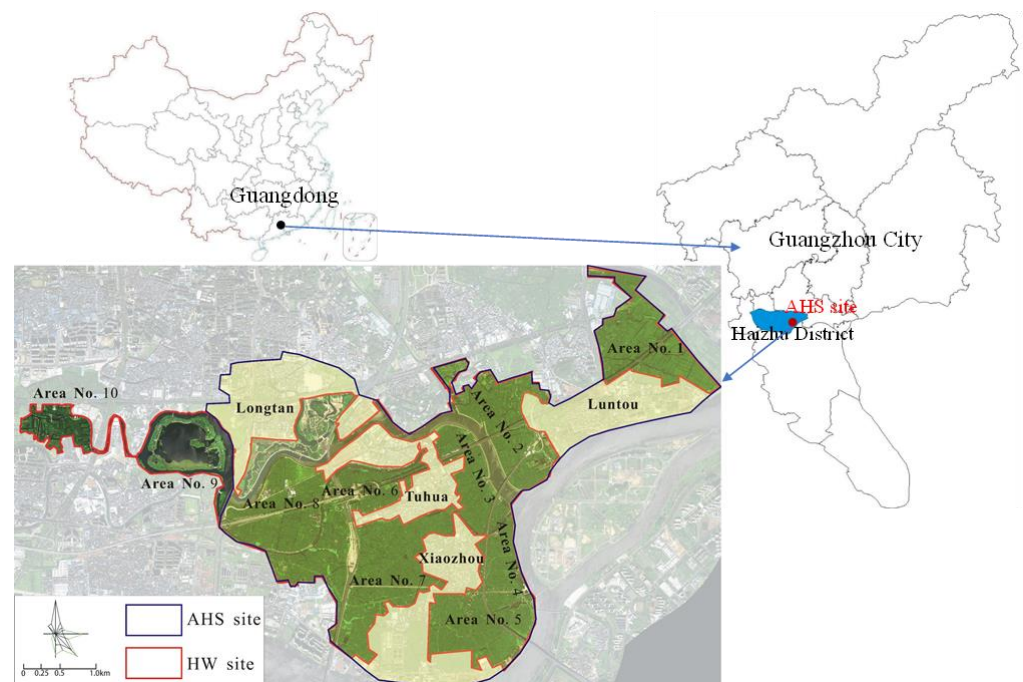 Guangdong
Guangzhou City
AHS site
Haizhu District
Area No. 1
Area No. 10
Longtan
Luntou
Area No. 2
Area No. 9
Area No. 8
Area No. 6
Tuhua
Area No. 3
Xiaozhou
Area No. 4
Area No. 7
Area No. 5
AHS site
HW site
0 0.25 0.5 1.0km